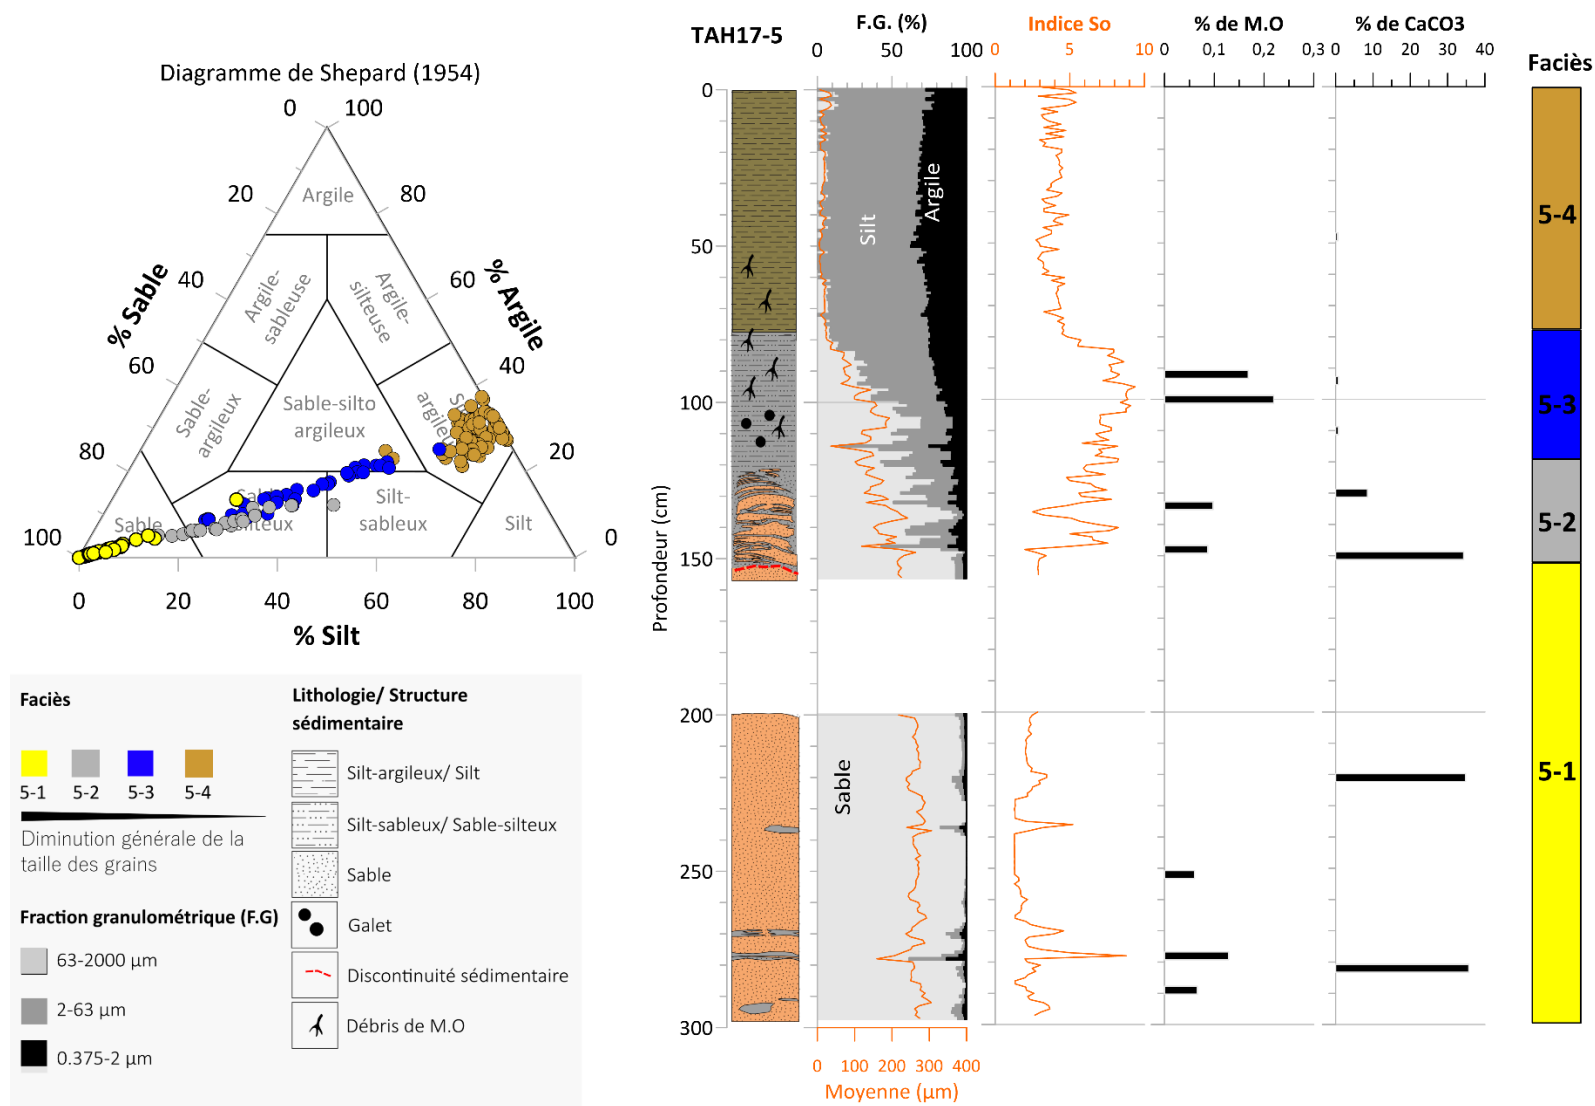 Diagramme de Shepard (1954)
0 100
20 80
40 60
60 40
80 20
100 0
% Sable
% Argile
Argile
Argile-
sableuse
Argile-
silteuse
Sable-
argileux
Sable-silto
argileux
argileux
Sable
Silt-
sableux
Silt
0 20 40 60 80 100
% Silt
Faciès
5-1 5-2 5-3 5-4
Diminution générale de la
taille des grains
Fraction granulométrique (F.G)
63-2000 µm
2-63 µm
0.375-2 µm
Lithologie/ Structure
sédimentaire
Silt-argileux/ Silt
Silt-sableux/ Sable-silteux
Sable
Galet
Discontinuité sédimentaire
Débris de M.O
TAH17-5
F.G. (%)
0 50 100
Indice So
0 5 10
% de M.O
0 0,1 0,2 0,3
% de CaCO3
0 10 20 30 40
Faciès
Profondeur (cm)
0
50
100
150
200
250
300
Silt
Argile
Sable
0 100 200 300 400
Moyenne (µm)
5-4
5-3
5-2
5-1